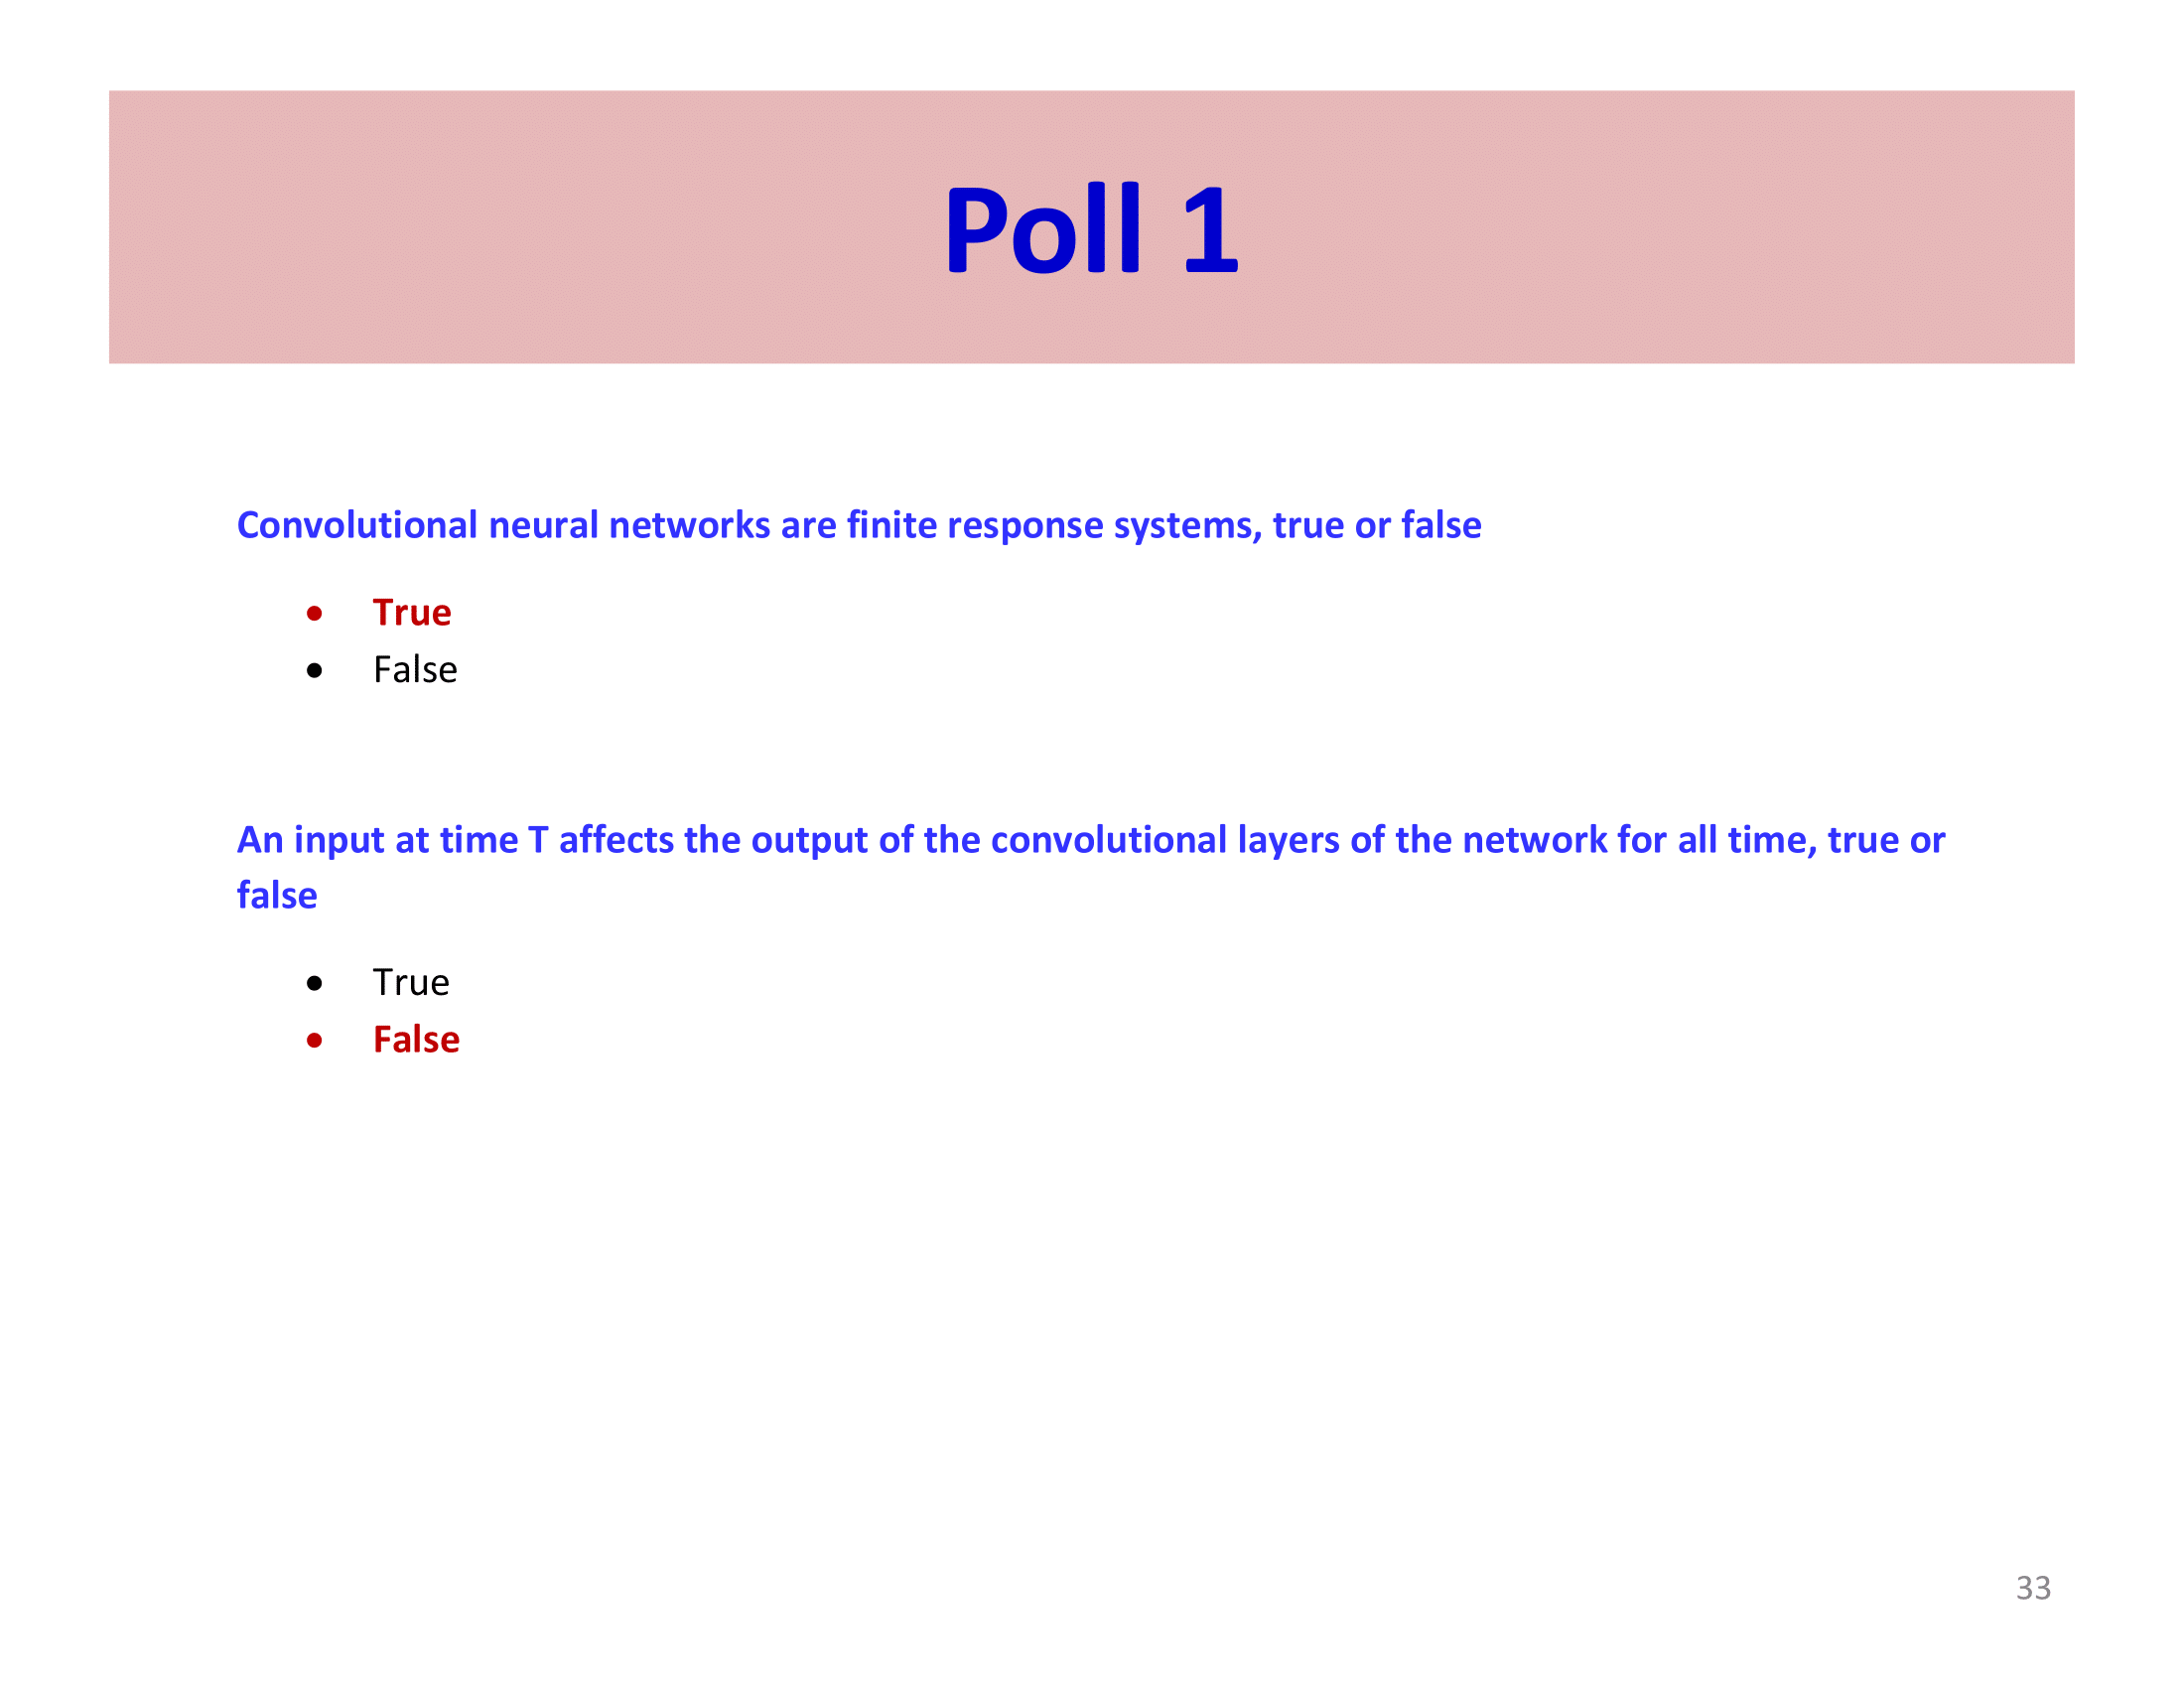 Poll 1
Convolutional neural networks are finite response systems, true or false
● True
● False
An input at time T affects the output of the convolutional layers of the network for all time, true or
false
● True
● False
33